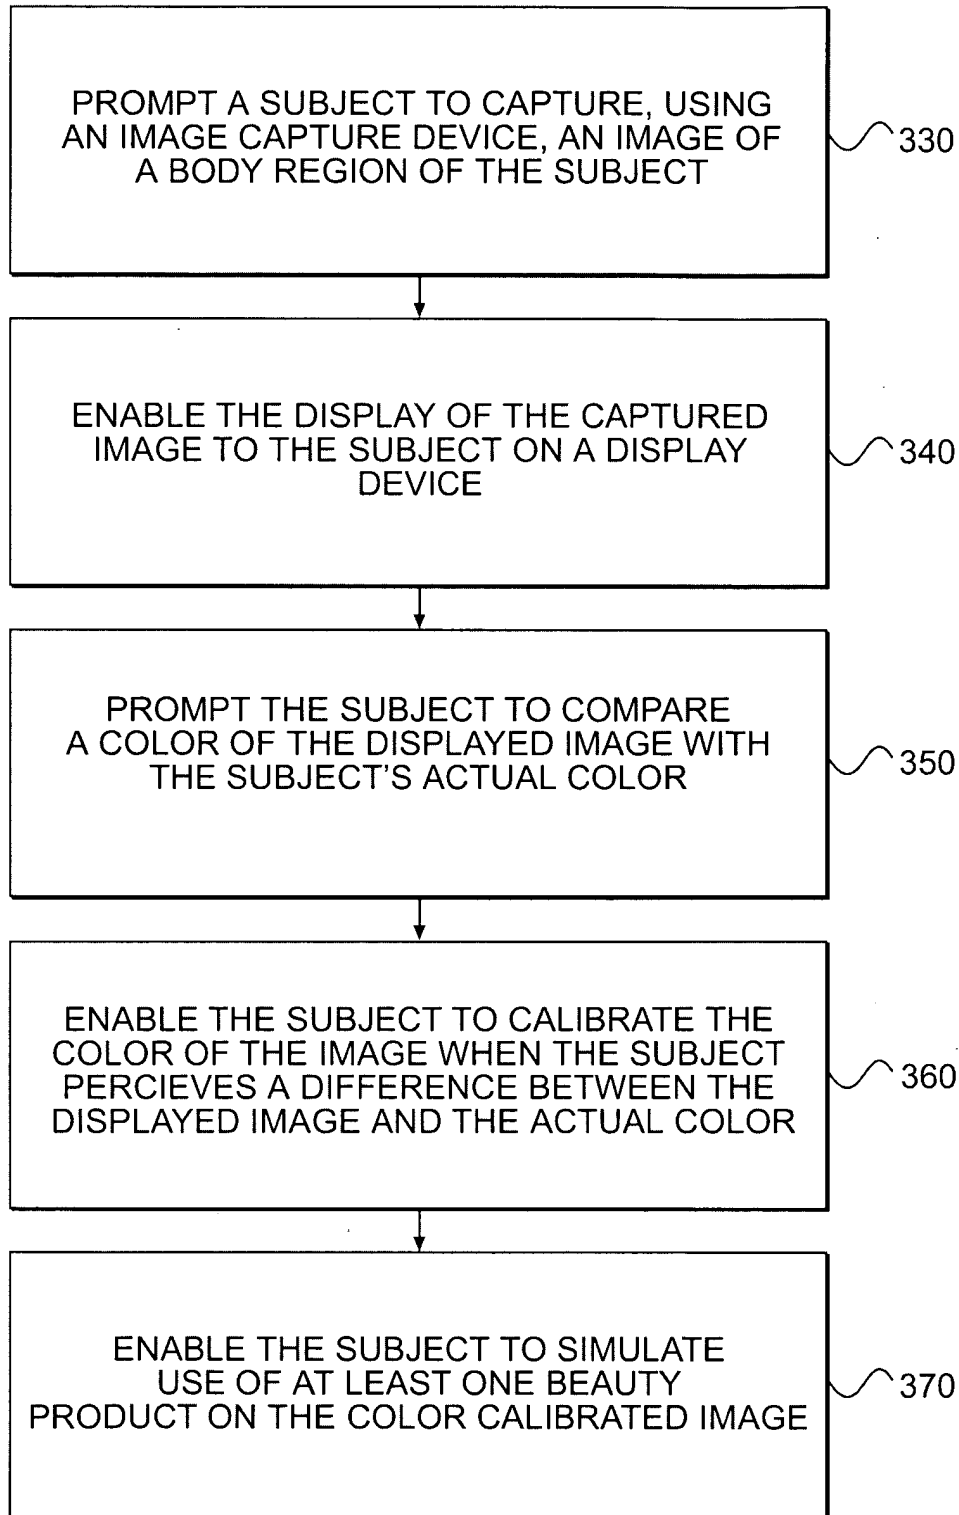 PROMPT A SUBJECT TO CAPTURE, USING
AN IMAGE CAPTURE DEVICE, AN IMAGE OF
A BODY REGION OF THE SUBJECT
330
ENABLE THE DISPLAY OF THE CAPTURED
IMAGE TO THE SUBJECT ON A DISPLAY
DEVICE
340
PROMPT THE SUBJECT TO COMPARE
A COLOR OF THE DISPLAYED IMAGE WITH
THE SUBJECT'S ACTUAL COLOR
350
ENABLE THE SUBJECT TO CALIBRATE THE
COLOR OF THE IMAGE WHEN THE SUBJECT
PERCIEVES A DIFFERENCE BETWEEN THE
DISPLAYED IMAGE AND THE ACTUAL COLOR
360
ENABLE THE SUBJECT TO SIMULATE
USE OF AT LEAST ONE BEAUTY
PRODUCT ON THE COLOR CALIBRATED IMAGE
370